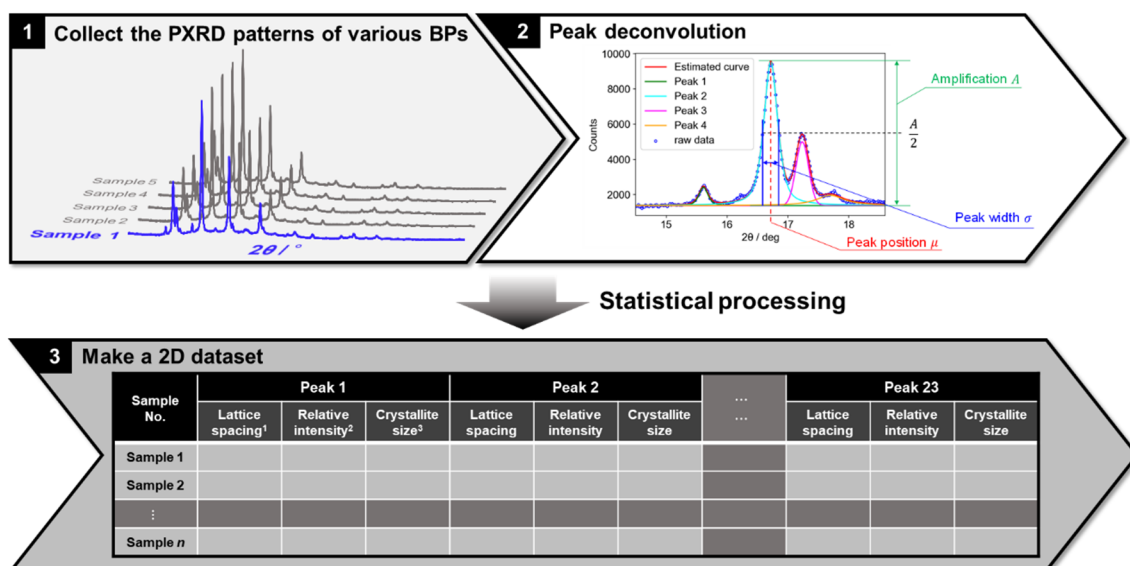 1 Collect the PXRD patterns of various BPs
Sample 5
Sample 4
Sample 3
Sample 2
Sample 1
2θ / °
2 Peak deconvolution
10000
8000
6000
4000
2000
Counts
Estimated curve
Peak 1
Peak 2
Peak 3
Peak 4
raw data
15 16 17 18
2θ / deg
Amplification A
A
2
Peak width σ
Peak position μ
Statistical processing
3 Make a 2D dataset
Sample No. Peak 1 Peak 2 … Peak 23
Lattice spacing¹ Relative intensity² Crystallite size³ Lattice spacing Relative intensity Crystallite size … Lattice spacing Relative intensity Crystallite size
Sample 1
Sample 2
⋮
Sample n